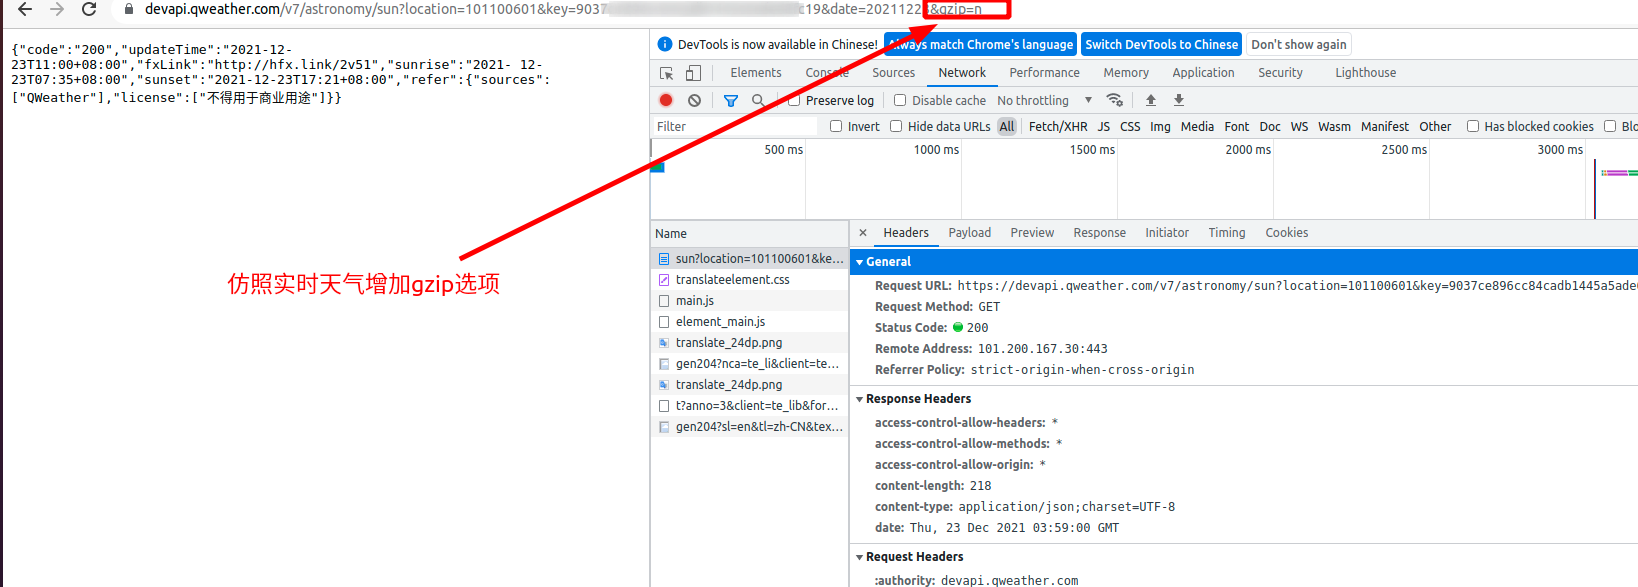 devapi.qweather.com/v7/astronomy/sun?location=101100601&key=9037 c19&date=2021122 &gzip=n
{"code":"200","updateTime":"2021-12-
23T11:00+08:00","fxLink":"http://hfx.link/2v51","sunrise":"2021- 12-
23T07:35+08:00","sunset":"2021-12-23T17:21+08:00","refer":{"sources":
["QWeather"],"license":["不得用于商业用途"]}}
仿照实时天气增加gzip选项
DevTools is now available in Chinese! Always match Chrome's language Switch DevTools to Chinese Don't show again
Elements Console Sources Network Performance Memory Application Security Lighthouse
Preserve log Disable cache No throttling
Filter Invert Hide data URLs All Fetch/XHR JS CSS Img Media Font Doc WS Wasm Manifest Other Has blocked cookies Blo
500 ms 1000 ms 1500 ms 2000 ms 2500 ms 3000 ms
Name
sun?location=101100601&ke...
translateelement.css
main.js
element_main.js
translate_24dp.png
gen204?nca=te_li&client=te...
translate_24dp.png
t?anno=3&client=te_lib&for...
gen204?sl=en&tl=zh-CN&tex...
× Headers Payload Preview Response Initiator Timing Cookies
General
Request URL: https://devapi.qweather.com/v7/astronomy/sun?location=101100601&key=9037ce896cc84cadb1445a5ade
Request Method: GET
Status Code: 200
Remote Address: 101.200.167.30:443
Referrer Policy: strict-origin-when-cross-origin
Response Headers
access-control-allow-headers: *
access-control-allow-methods: *
access-control-allow-origin: *
content-length: 218
content-type: application/json;charset=UTF-8
date: Thu, 23 Dec 2021 03:59:00 GMT
Request Headers
:authority: devapi.qweather.com